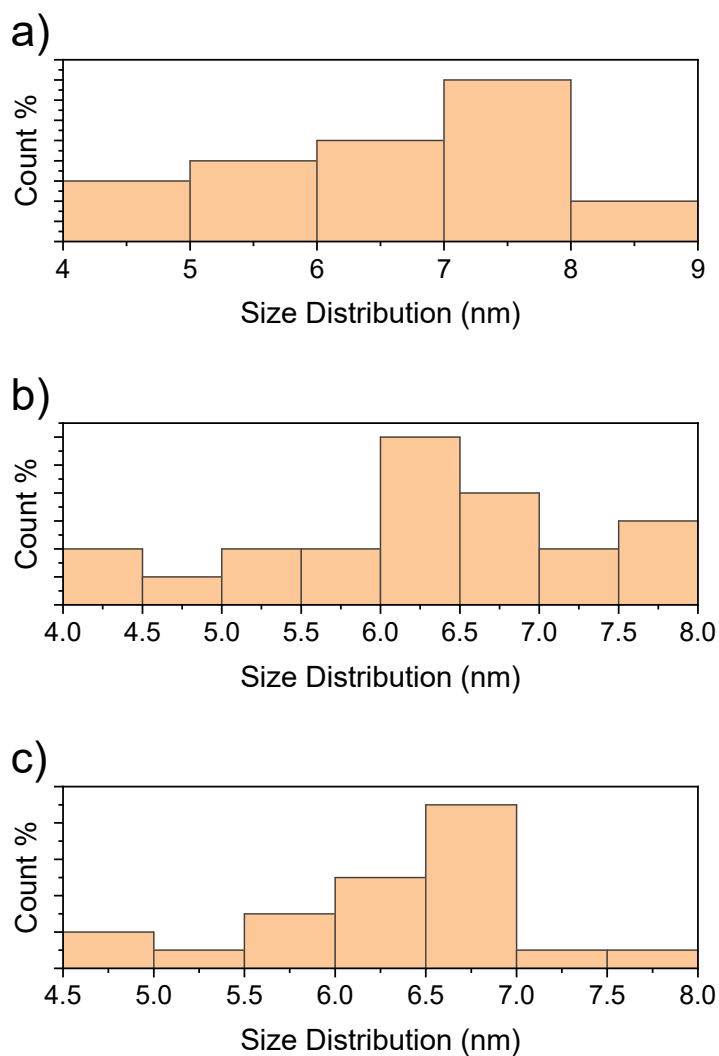 a)
Count %
4 5 6 7 8 9
Size Distribution (nm)
b)
Count %
4.0 4.5 5.0 5.5 6.0 6.5 7.0 7.5 8.0
Size Distribution (nm)
c)
Count %
4.5 5.0 5.5 6.0 6.5 7.0 7.5 8.0
Size Distribution (nm)